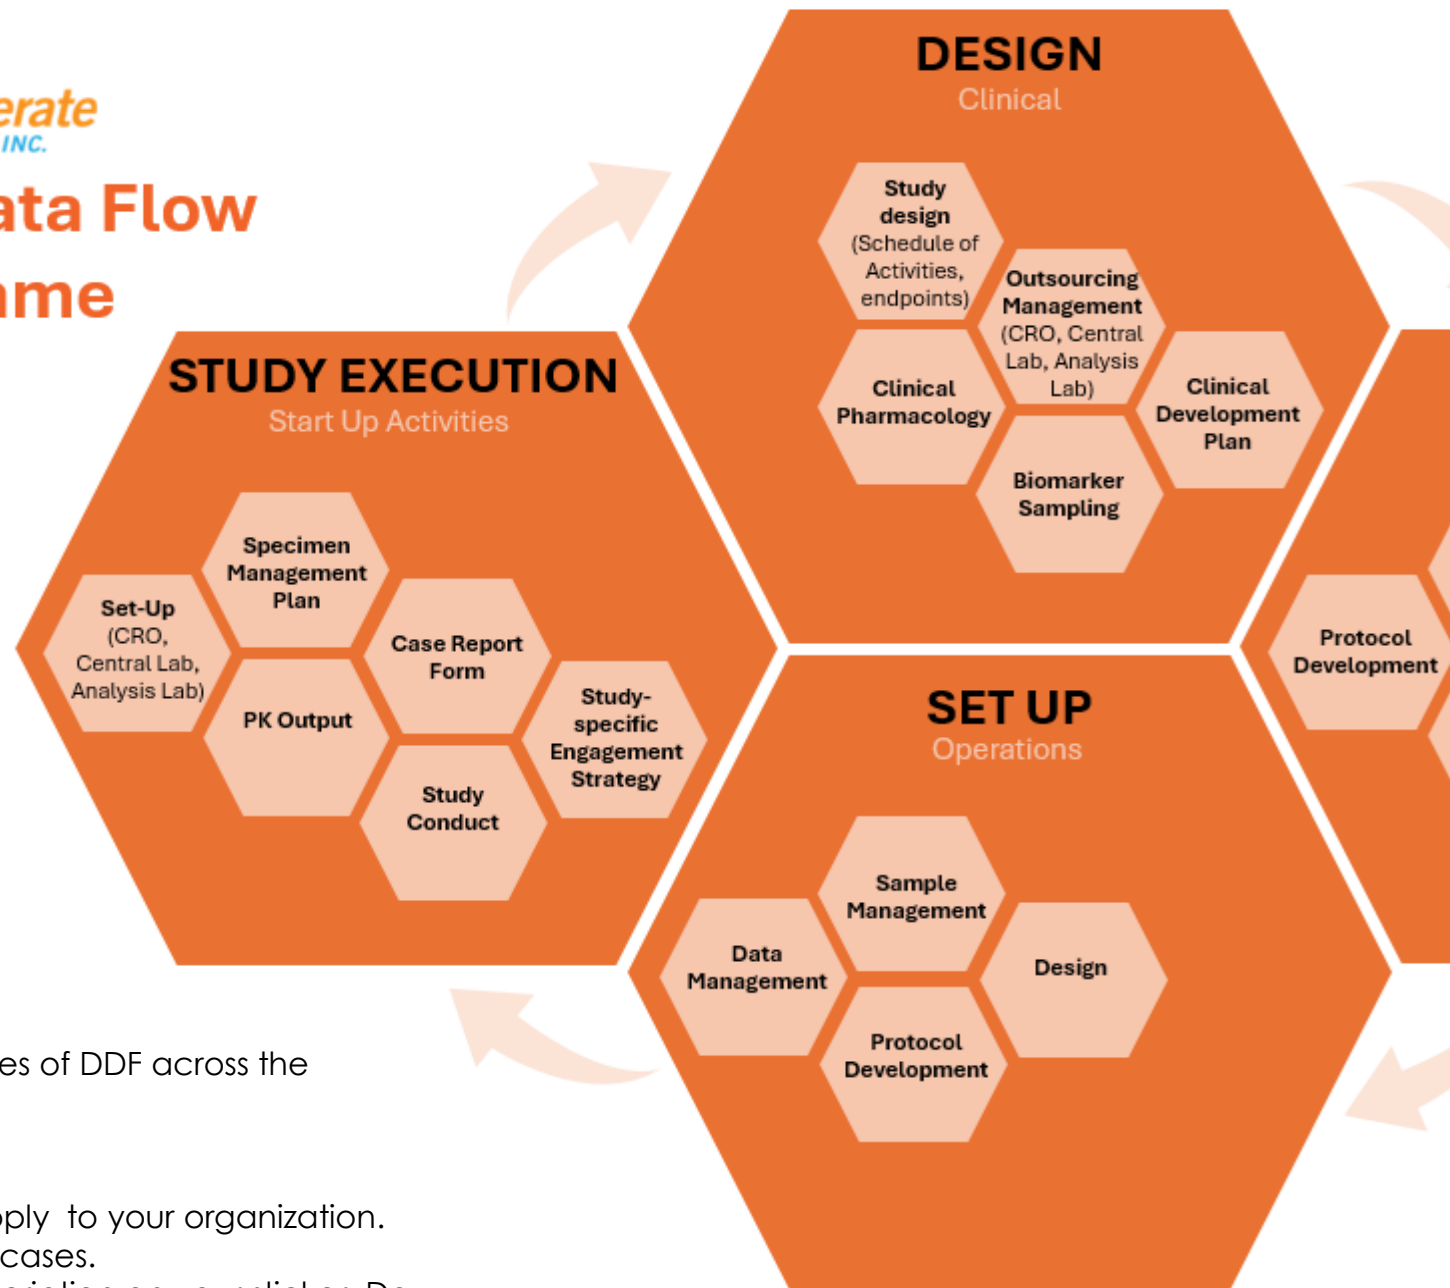 erate
INC.
ata Flow
ame
DESIGN
Clinical
Study
design
(Schedule of
Activities,
endpoints)
Outsourcing
Management
(CRO, Central
Lab, Analysis
Lab)
Clinical
Pharmacology
Clinical
Development
Plan
Biomarker
Sampling
STUDY EXECUTION
Start Up Activities
Specimen
Management
Plan
Set-Up
(CRO,
Central Lab,
Analysis Lab)
Case Report
Form
PK Output
Study-
specific
Engagement
Strategy
Study
Conduct
Protocol
Development
SET UP
Operations
Sample
Management
Data
Management
Design
Protocol
Development
es of DDF across the
pply to your organization.
cases.